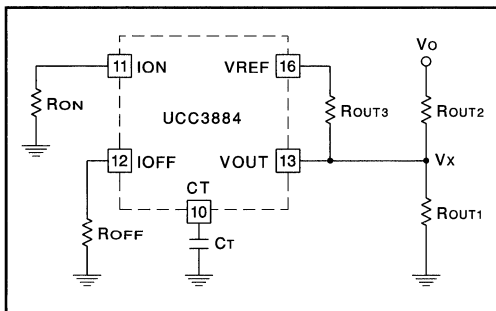 11 ION
VREF 16
VO
RON
ROUT3
ROUT2
UCC3884
12 IOFF
VOUT 13
VX
CT
10
ROUT1
ROFF
CT